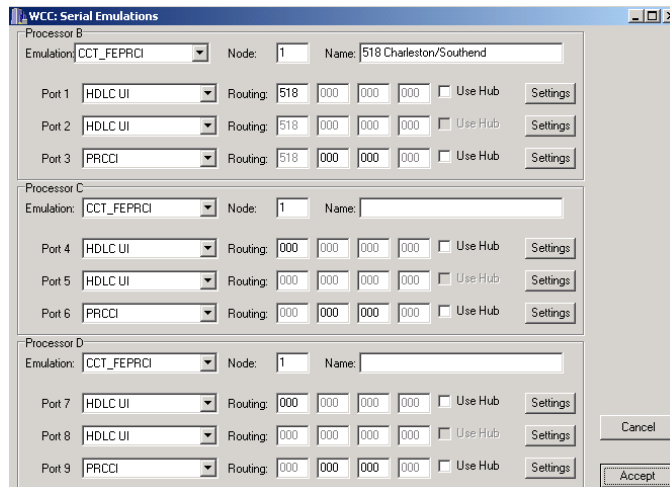 WCC: Serial Emulations
Processor B
Emulation: CCT_FEPRCI Node: 1 Name: 518 Charleston/Southend
Port 1 HDLC UI Routing: 518 000 000 000 Use Hub Settings
Port 2 HDLC UI Routing: 518 000 000 000 Use Hub Settings
Port 3 PRCCI Routing: 518 000 000 000 Use Hub Settings
Processor C
Emulation: CCT_FEPRCI Node: 1 Name:
Port 4 HDLC UI Routing: 000 000 000 000 Use Hub Settings
Port 5 HDLC UI Routing: 000 000 000 000 Use Hub Settings
Port 6 PRCCI Routing: 000 000 000 000 Use Hub Settings
Processor D
Emulation: CCT_FEPRCI Node: 1 Name:
Port 7 HDLC UI Routing: 000 000 000 000 Use Hub Settings
Port 8 HDLC UI Routing: 000 000 000 000 Use Hub Settings
Port 9 PRCCI Routing: 000 000 000 000 Use Hub Settings
Cancel
Accept